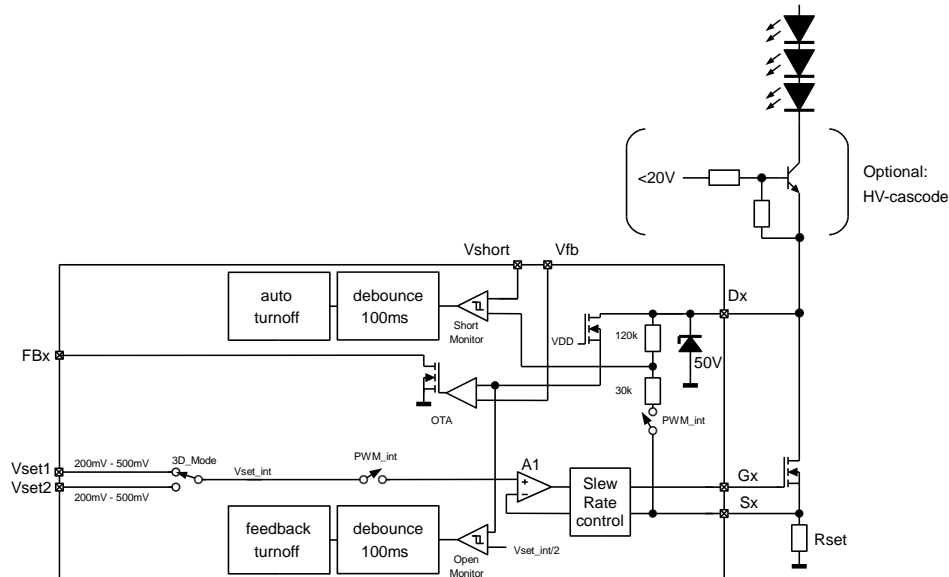 <20V
Optional:
HV-cascode
Vshort
Vfb
Dx
auto
turnoff
debounce
100ms
Short
Monitor
VDD
120k
50V
FBx
30k
OTA
PWM_int
Vset1
200mV - 500mV
3D_Mode
Vset_int
PWM_int
A1
Vset2
200mV - 500mV
+
−
Slew
Rate
control
Gx
Sx
feedback
turnoff
debounce
100ms
Open
Monitor
Vset_int/2
Rset